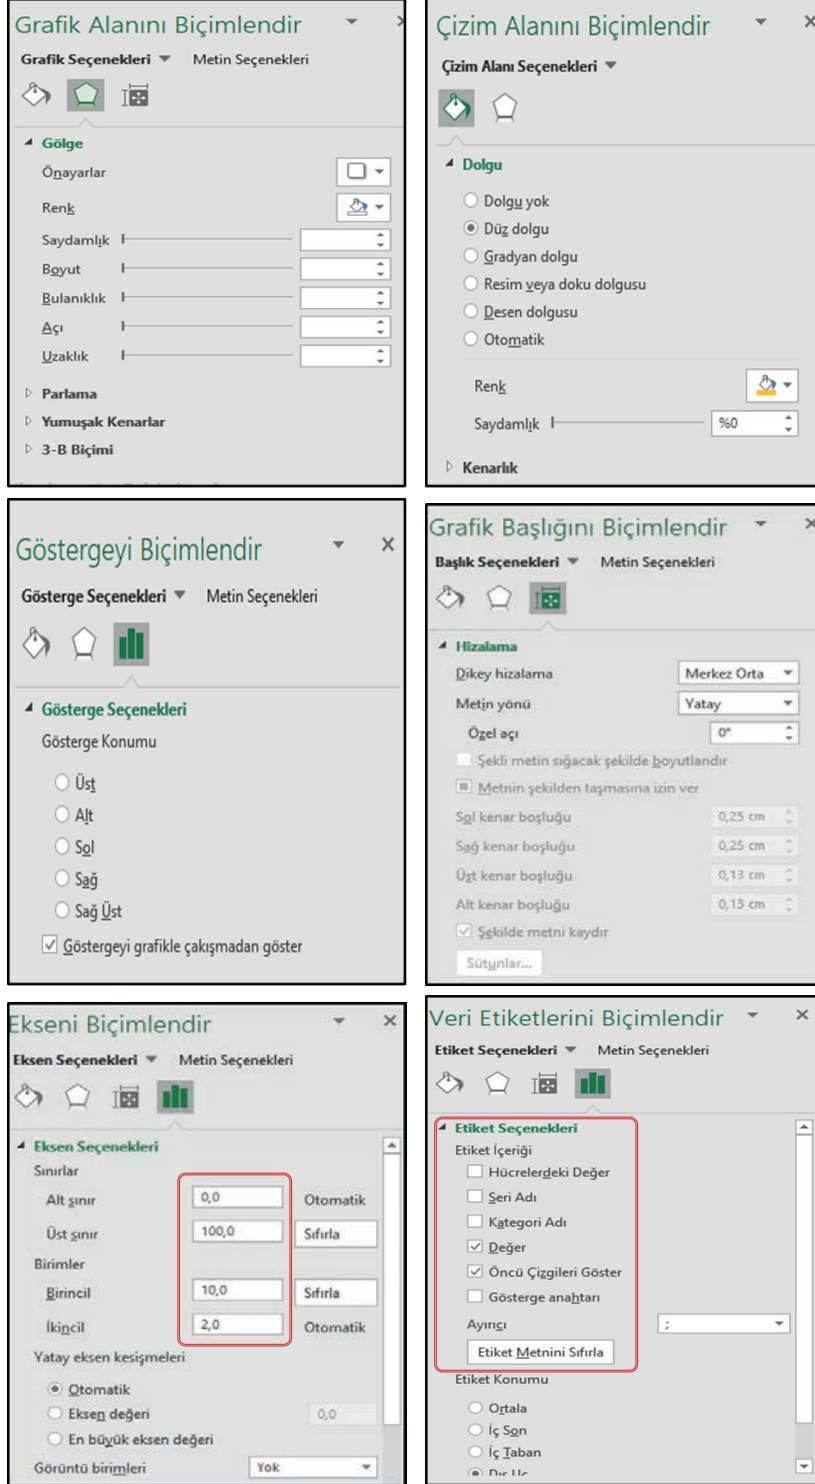 Grafik Alanını Biçimlendir
Grafik Seçenekleri Metin Seçenekleri
Gölge
Önayarlar
Renk
Saydamlık
Boyut
Bulanıklık
Açı
Uzaklık
Parlama
Yumuşak Kenarlar
3-B Biçimi
Çizim Alanını Biçimlendir
Çizim Alanı Seçenekleri
Dolgu
Dolgu yok
Düz dolgu
Gradyan dolgu
Resim veya doku dolgusu
Desen dolgusu
Otomatik
Renk
Saydamlık %0
Kenarlık
Göstergeyi Biçimlendir
Gösterge Seçenekleri Metin Seçenekleri
Gösterge Seçenekleri
Gösterge Konumu
Üst
Alt
Sol
Sağ
Sağ Üst
Göstergeyi grafikle çakışmadan göster
Grafik Başlığını Biçimlendir
Başlık Seçenekleri Metin Seçenekleri
Hizalama
Dikey hizalama Merkez Orta
Metin yönü Yatay
Özel açı 0°
Şekli metin sığacak şekilde boyutlandır
Metnin şekilden taşmasına izin ver
Sol kenar boşluğu 0,25 cm
Sağ kenar boşluğu 0,25 cm
Üst kenar boşluğu 0,13 cm
Alt kenar boşluğu 0,13 cm
Şekilde metni kaydır
Sütunlar...
Ekseni Biçimlendir
Eksen Seçenekleri Metin Seçenekleri
Eksen Seçenekleri
Sınırlar
Alt sınır 0,0 Otomatik
Üst sınır 100,0 Sıfırla
Birimler
Birincil 10,0 Sıfırla
İkincil 2,0 Otomatik
Yatay eksen kesişmeleri
Otomatik
Eksen değeri 0,0
En büyük eksen değeri
Görüntü birimleri Yok
Veri Etiketlerini Biçimlendir
Etiket Seçenekleri Metin Seçenekleri
Etiket Seçenekleri
Etiket İçeriği
Hücrelerdeki Değer
Seri Adı
Kategori Adı
Değer
Öncü Çizgileri Göster
Gösterge anahtarı
Ayırıcı ;
Etiket Metnini Sıfırla
Etiket Konumu
Ortala
İç Son
İç Taban
Dış Uç